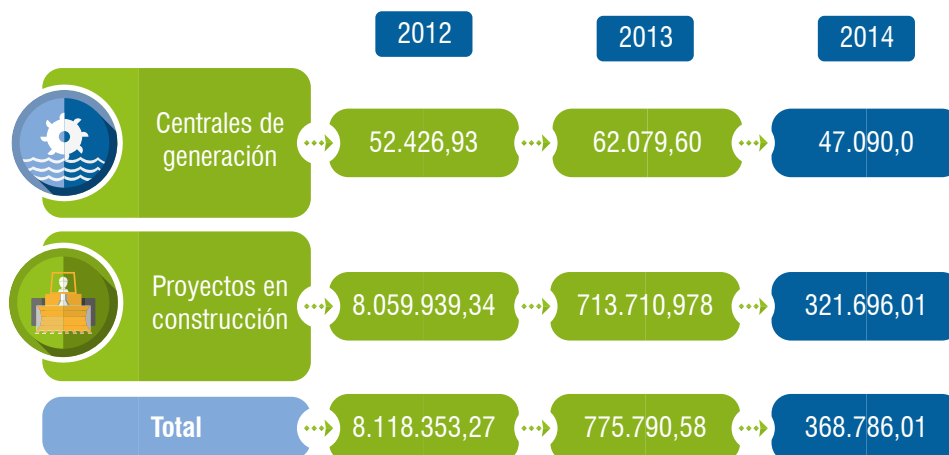 2012 2013 2014
Centrales de
generación
52.426,93 62.079,60 47.090,0
Proyectos en
construcción
8.059.939,34 713.710,978 321.696,01
Total 8.118.353,27 775.790,58 368.786,01